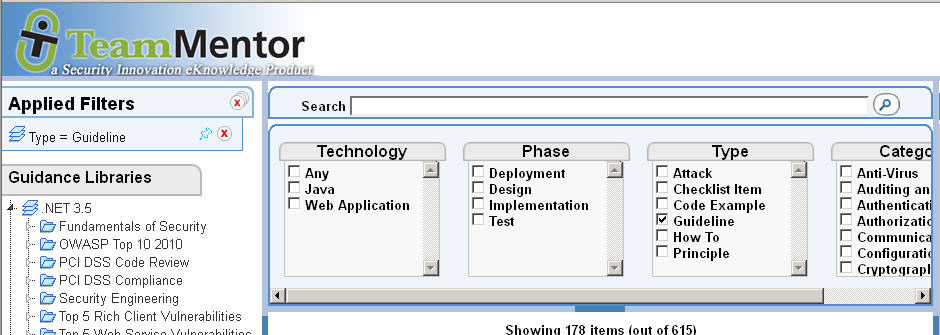 TeamMentor
a Security Innovation eKnowledge Product
Applied Filters
Type = Guideline
Guidance Libraries
.NET 3.5
Fundamentals of Security
OWASP Top 10 2010
PCI DSS Code Review
PCI DSS Compliance
Security Engineering
Top 5 Rich Client Vulnerabilities
Top 5 Web Service Vulnerabilities
Search
Technology
Any
Java
Web Application
Phase
Deployment
Design
Implementation
Test
Type
Attack
Checklist Item
Code Example
Guideline
How To
Principle
Catego
Anti-Virus
Auditing an
Authenticati
Authorizatio
Communica
Configuratio
Cryptograph
Showing 178 items (out of 615)